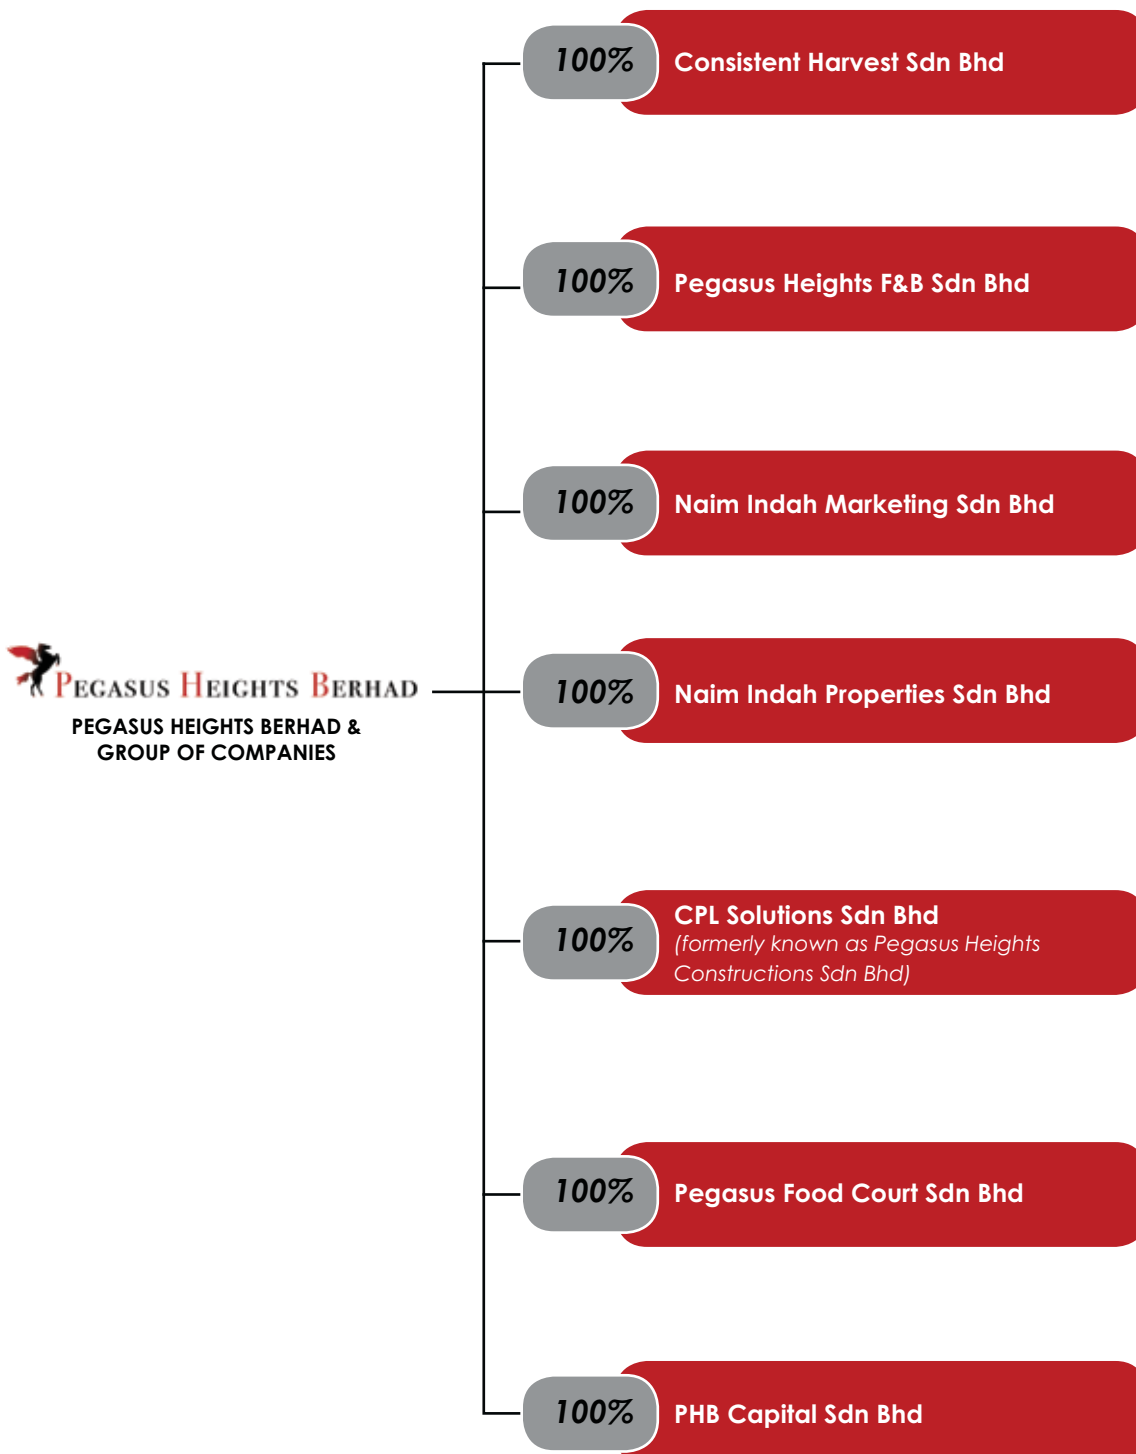 100% Consistent Harvest Sdn Bhd
100% Pegasus Heights F&B Sdn Bhd
100% Naim Indah Marketing Sdn Bhd
PEGASUS HEIGHTS BERHAD
PEGASUS HEIGHTS BERHAD &
GROUP OF COMPANIES
100% Naim Indah Properties Sdn Bhd
100% CPL Solutions Sdn Bhd
(formerly known as Pegasus Heights
Constructions Sdn Bhd)
100% Pegasus Food Court Sdn Bhd
100% PHB Capital Sdn Bhd